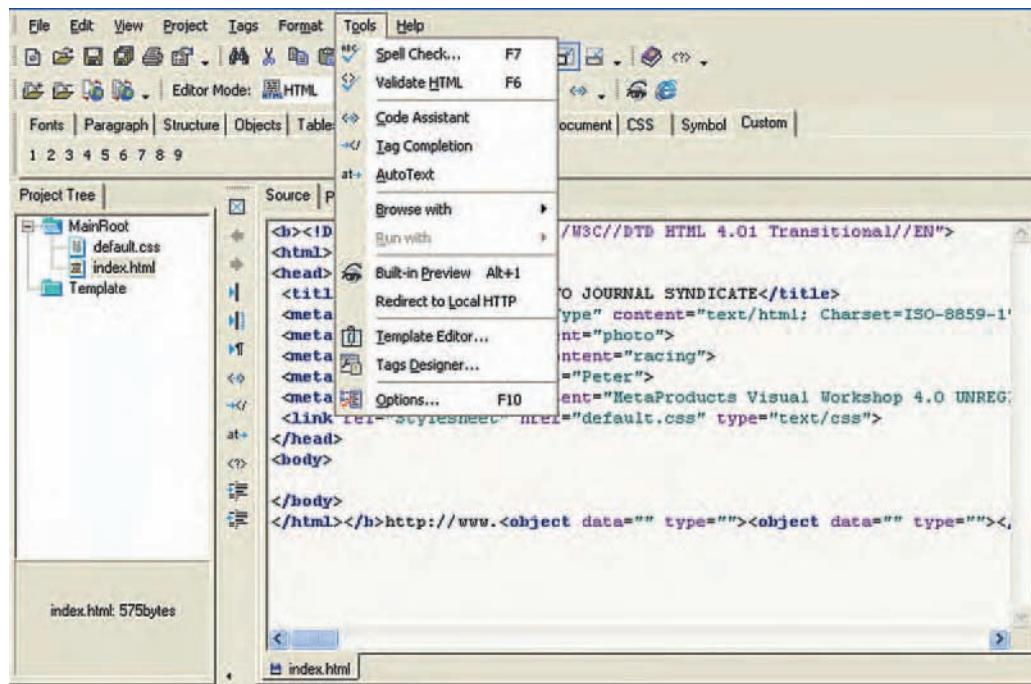 File Edit View Project Tags Format Tools Help
Editor Mode: HTML
Fonts Paragraph Structure Objects Table ocument CSS Symbol Custom
1 2 3 4 5 6 7 8 9
Spell Check... F7
Validate HTML F6
Code Assistant
Tag Completion
AutoText
Browse with
Run with
Built-in Preview Alt+1
Redirect to Local HTTP
Template Editor...
Tags Designer...
Options... F10
Project Tree
MainRoot
default.css
index.html
Template
index.html: 575bytes
Source P
<b><!D /W3C//DTD HTML 4.01 Transitional//EN">
<html>
<head>
<titl O JOURNAL SYNDICATE</title>
<meta ype" content="text/html; Charset=ISO-8859-1"
<meta nt="photo">
<meta ntent="racing">
<meta ="Peter">
<meta ent="MetaProducts Visual Workshop 4.0 UNREG
<link rel="Stylesheet" href="default.css" type="text/css">
</head>
<body>
</body>
</html></b>http://www.<object data="" type=""><object data="" type=""><
index.html